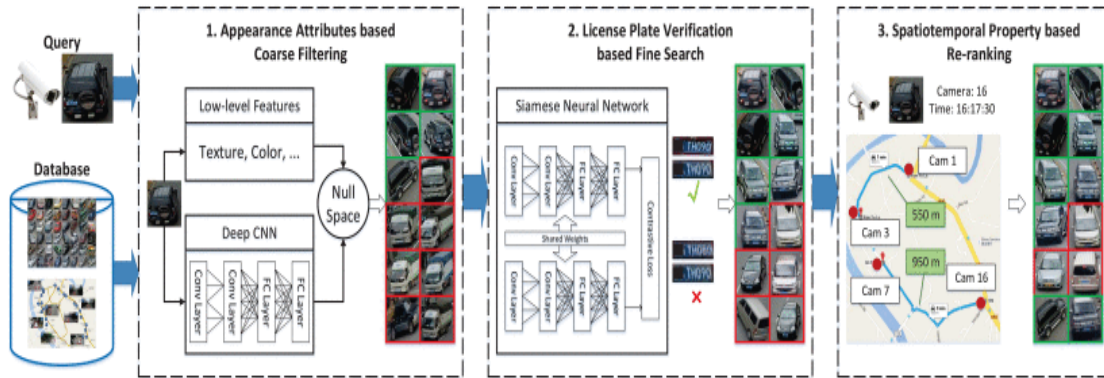 Query
Database
1. Appearance Attributes based
Coarse Filtering
Low-level Features
Texture, Color, ...
Deep CNN
Conv Layer
Conv Layer
FC Layer
FC Layer
Null
Space
2. License Plate Verification
based Fine Search
Siamese Neural Network
Conv Layer
Conv Layer
FC Layer
FC Layer
Shared Weights
Conv Layer
Conv Layer
FC Layer
FC Layer
Contrastive Loss
3. Spatiotemporal Property based
Re-ranking
Camera: 16
Time: 16:17:30
Cam 1
550 m
Cam 3
950 m
Cam 7
Cam 16